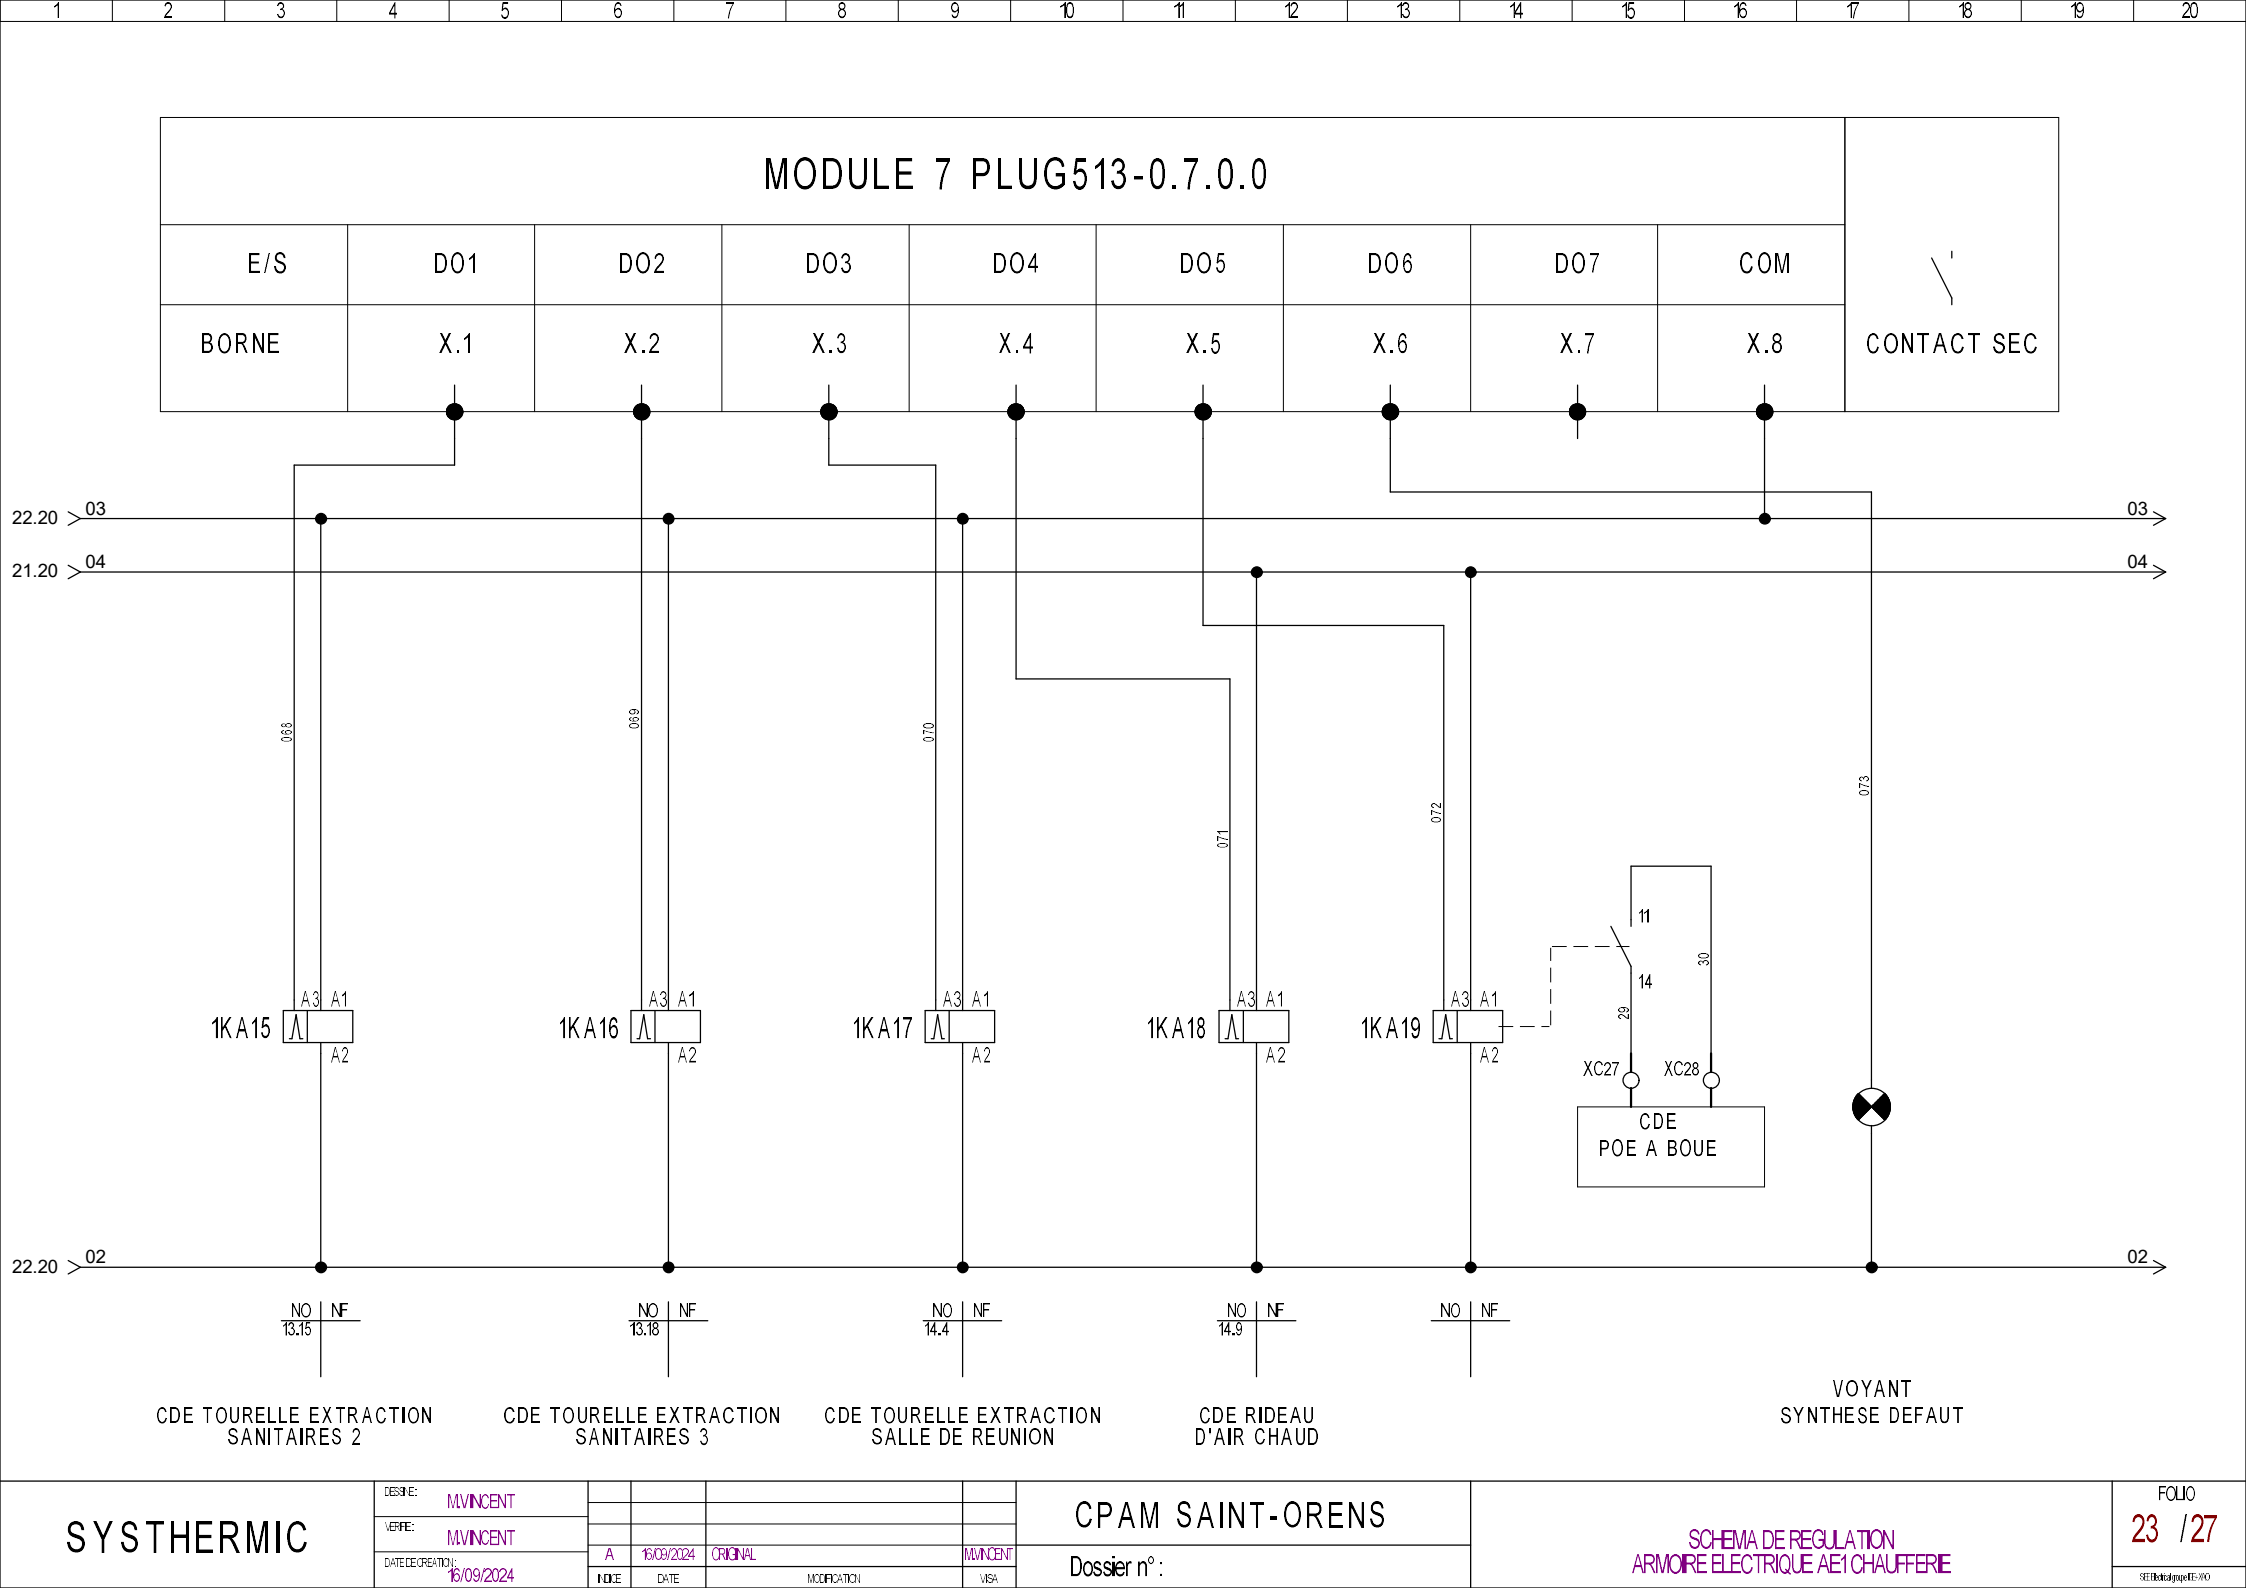 1 2 3 4 5 6 7 8 9 10 11 12 13 14 15 16 17 18 19 20
MODULE 7 PLUG513-0.7.0.0
E/S DO1 DO2 DO3 DO4 DO5 DO6 DO7 COM
BORNE X.1 X.2 X.3 X.4 X.5 X.6 X.7 X.8 CONTACT SEC
22.20 03 03
21.20 04 04
068 069 070 071 072 073
11
14
30
29
A3 A1 A3 A1 A3 A1 A3 A1 A3 A1
1KA15 1KA16 1KA17 1KA18 1KA19
A2 A2 A2 A2 A2
XC27 XC28
CDE
POE A BOUE
22.20 02 02
NO NF NO NF NO NF NO NF NO NF
13.15 13.18 14.4 14.9
CDE TOURELLE EXTRACTION
SANITAIRES 2
CDE TOURELLE EXTRACTION
SANITAIRES 3
CDE TOURELLE EXTRACTION
SALLE DE REUNION
CDE RIDEAU
D'AIR CHAUD
VOYANT
SYNTHESE DEFAUT
SYSTHERMIC
DESSINE :
M.VINCENT
VERIFIE :
M.VINCENT
DATE DE CREATION :
16/09/2024
A 16/09/2024 ORIGINAL M.VINCENT
INDICE DATE MODIFICATION VISA
CPAM SAINT-ORENS
Dossier n° :
SCHEMA DE REGULATION
ARMOIRE ELECTRIQUE AE1 CHAUFFERIE
FOLIO
23 / 27